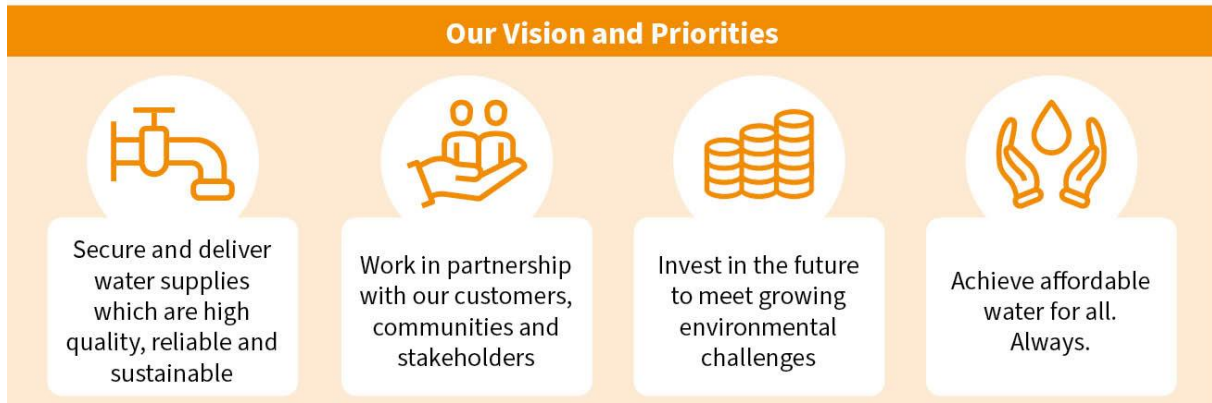 Our Vision and Priorities
Secure and deliver
water supplies
which are high
quality, reliable and
sustainable
Work in partnership
with our customers,
communities and
stakeholders
Invest in the future
to meet growing
environmental
challenges
Achieve affordable
water for all.
Always.